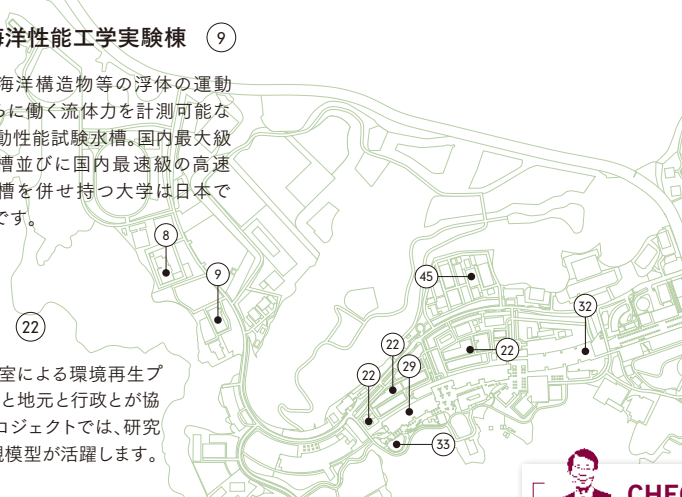 海洋性能工学実験棟 9
海洋構造物等の浮体の運動
に働く流体力を計測可能な
動性能試験水槽。国内最大級
槽並びに国内最速級の高速
槽を併せ持つ大学は日本で
です。
8
9
45
32
22
22
22
29
22
33
室による環境再生プ
と地元と行政とが協
ロジェクトでは、研究
模型が活躍します。
CHE